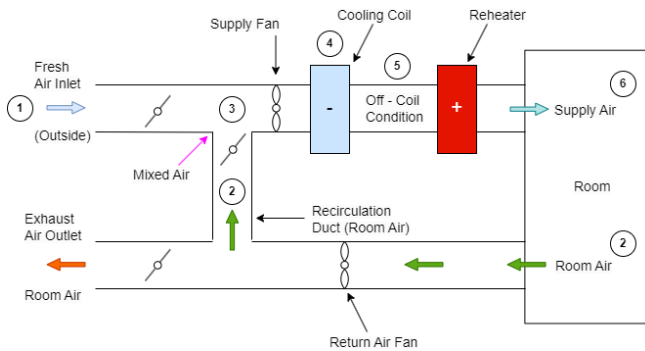 Supply Fan
4
Cooling Coil
Reheater
5
Fresh
Air Inlet
1
3
-
Off - Coil
Condition
+
6
Supply Air
(Outside)
Mixed Air
2
Room
Exhaust
Air Outlet
Recirculation
Duct (Room Air)
2
Room Air
Room Air
Return Air Fan